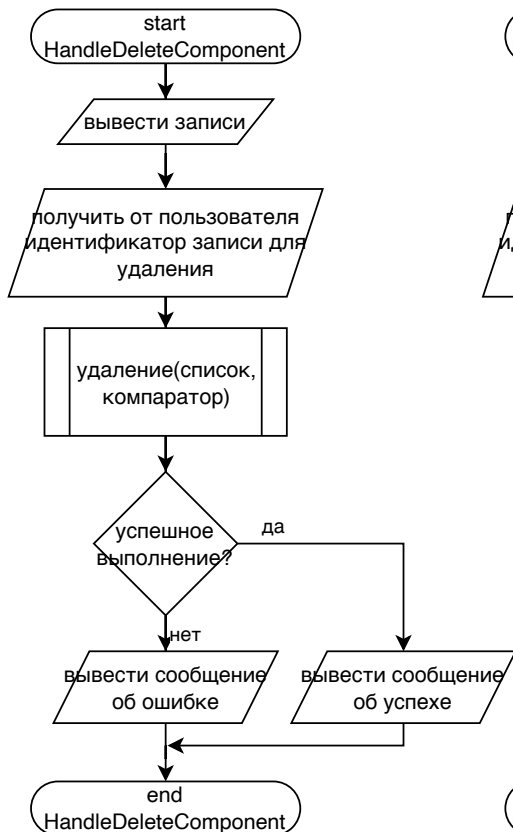 start
HandleDeleteComponent
вывести записи
получить от пользователя
идентификатор записи для
удаления
удаление(список,
компаратор)
успешное
выполнение?
да
нет
вывести сообщение
об ошибке
вывести сообщение
об успехе
end
HandleDeleteComponent